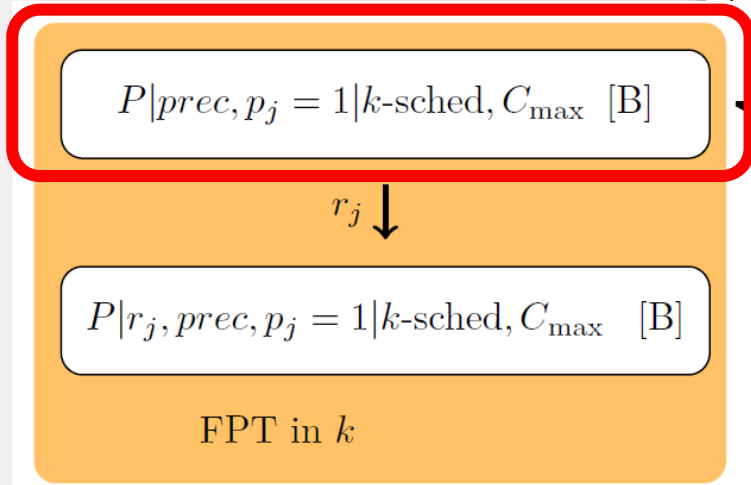 P|prec, p_j = 1|k-sched, C_max [B]
r_j
P|r_j, prec, p_j = 1|k-sched, C_max [B]
FPT in k